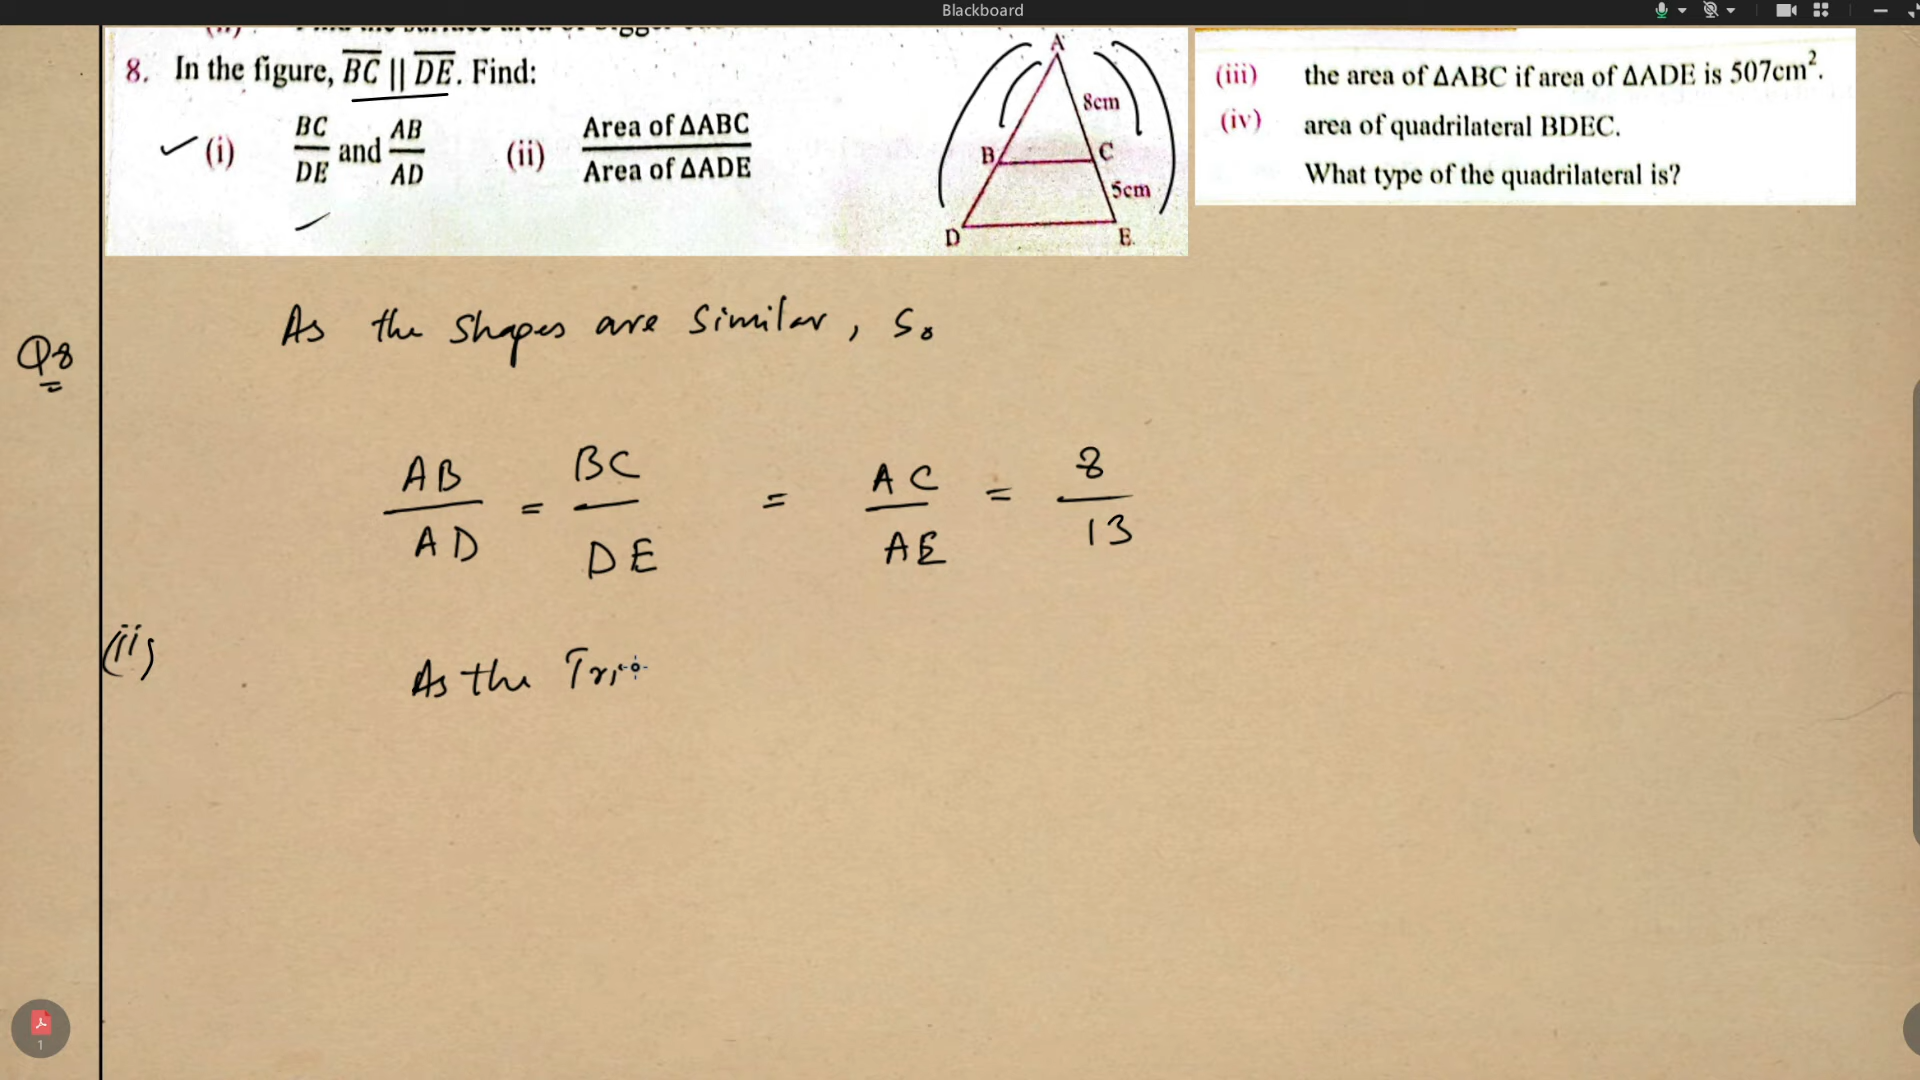 Blackboard
8. In the figure, BC || DE. Find:
(i) BC/DE and AB/AD (ii) Area of ΔABC/Area of ΔADE
A
8cm
B C
5cm
D E
(iii) the area of ΔABC if area of ΔADE is 507cm².
(iv) area of quadrilateral BDEC.
What type of the quadrilateral is?
Q8
As the shapes are similar, so
AB/AD = BC/DE = AC/AE = 8/13
(ii) As the Tri
1